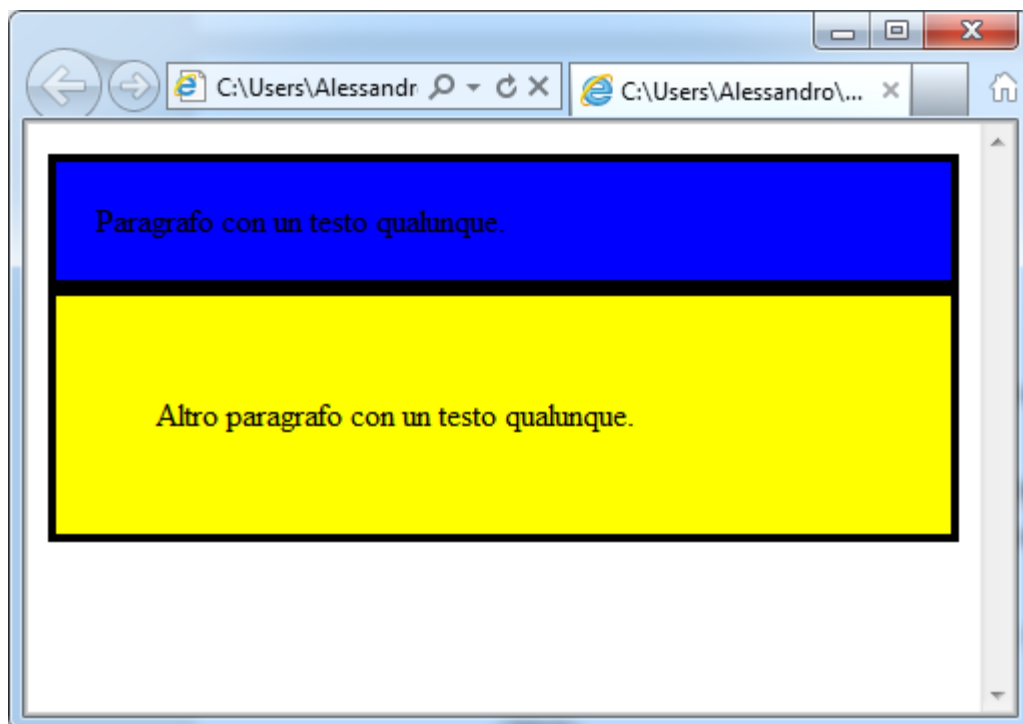 C:\Users\Alessandr
C:\Users\Alessandro\...
Paragrafo con un testo qualunque.
Altro paragrafo con un testo qualunque.